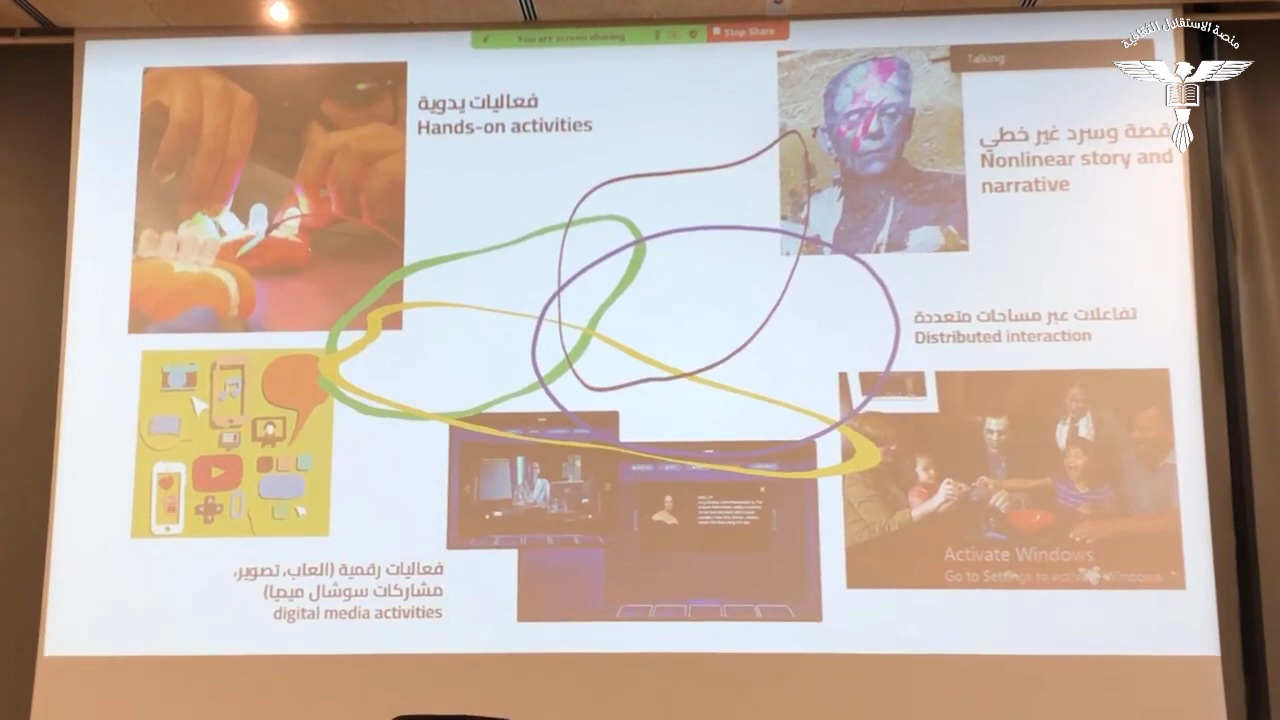 منصة الاستقلال الثقافية
You are screen sharing
Stop Share
Talking:
فعاليات يدوية
Hands-on activities
قصة وسرد غير خطي
Nonlinear story and
narrative
تفاعلات عبر مساحات متعددة
Distributed interaction
فعاليات رقمية (العاب، تصوير،
مشاركات سوشال ميميا)
digital media activities
Activate Windows
Go to Settings to activate Windows.